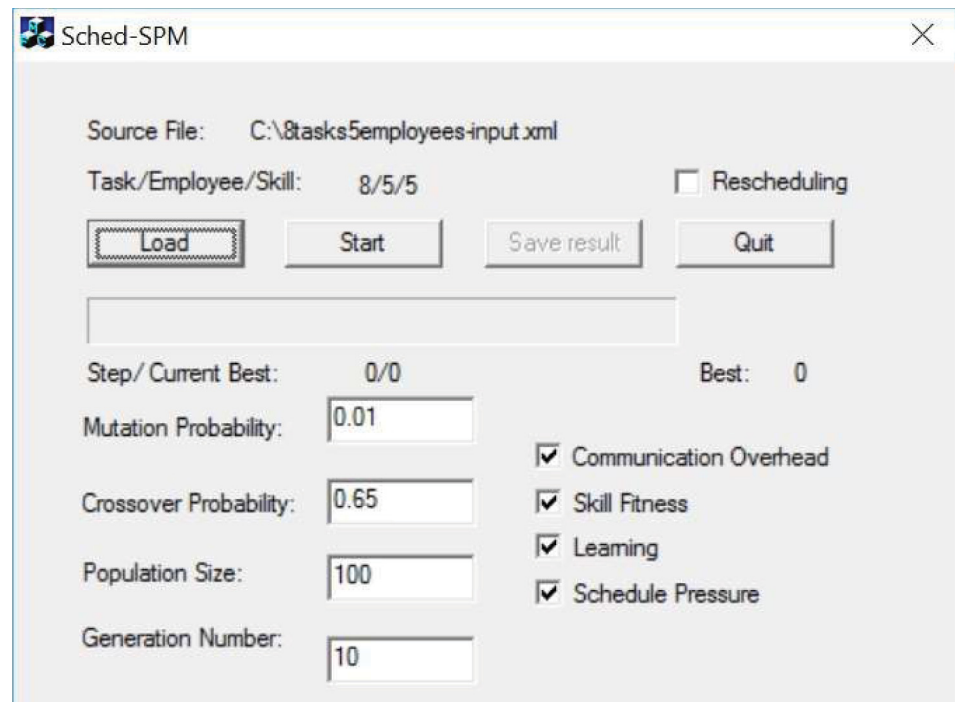 Sched-SPM
Source File: C:\8tasks5employees-input.xml
Task/Employee/Skill: 8/5/5 Rescheduling
Load Start Save result Quit
Step/ Current Best: 0/0 Best: 0
Mutation Probability: 0.01
Communication Overhead
Crossover Probability: 0.65 Skill Fitness
Learning
Population Size: 100 Schedule Pressure
Generation Number: 10